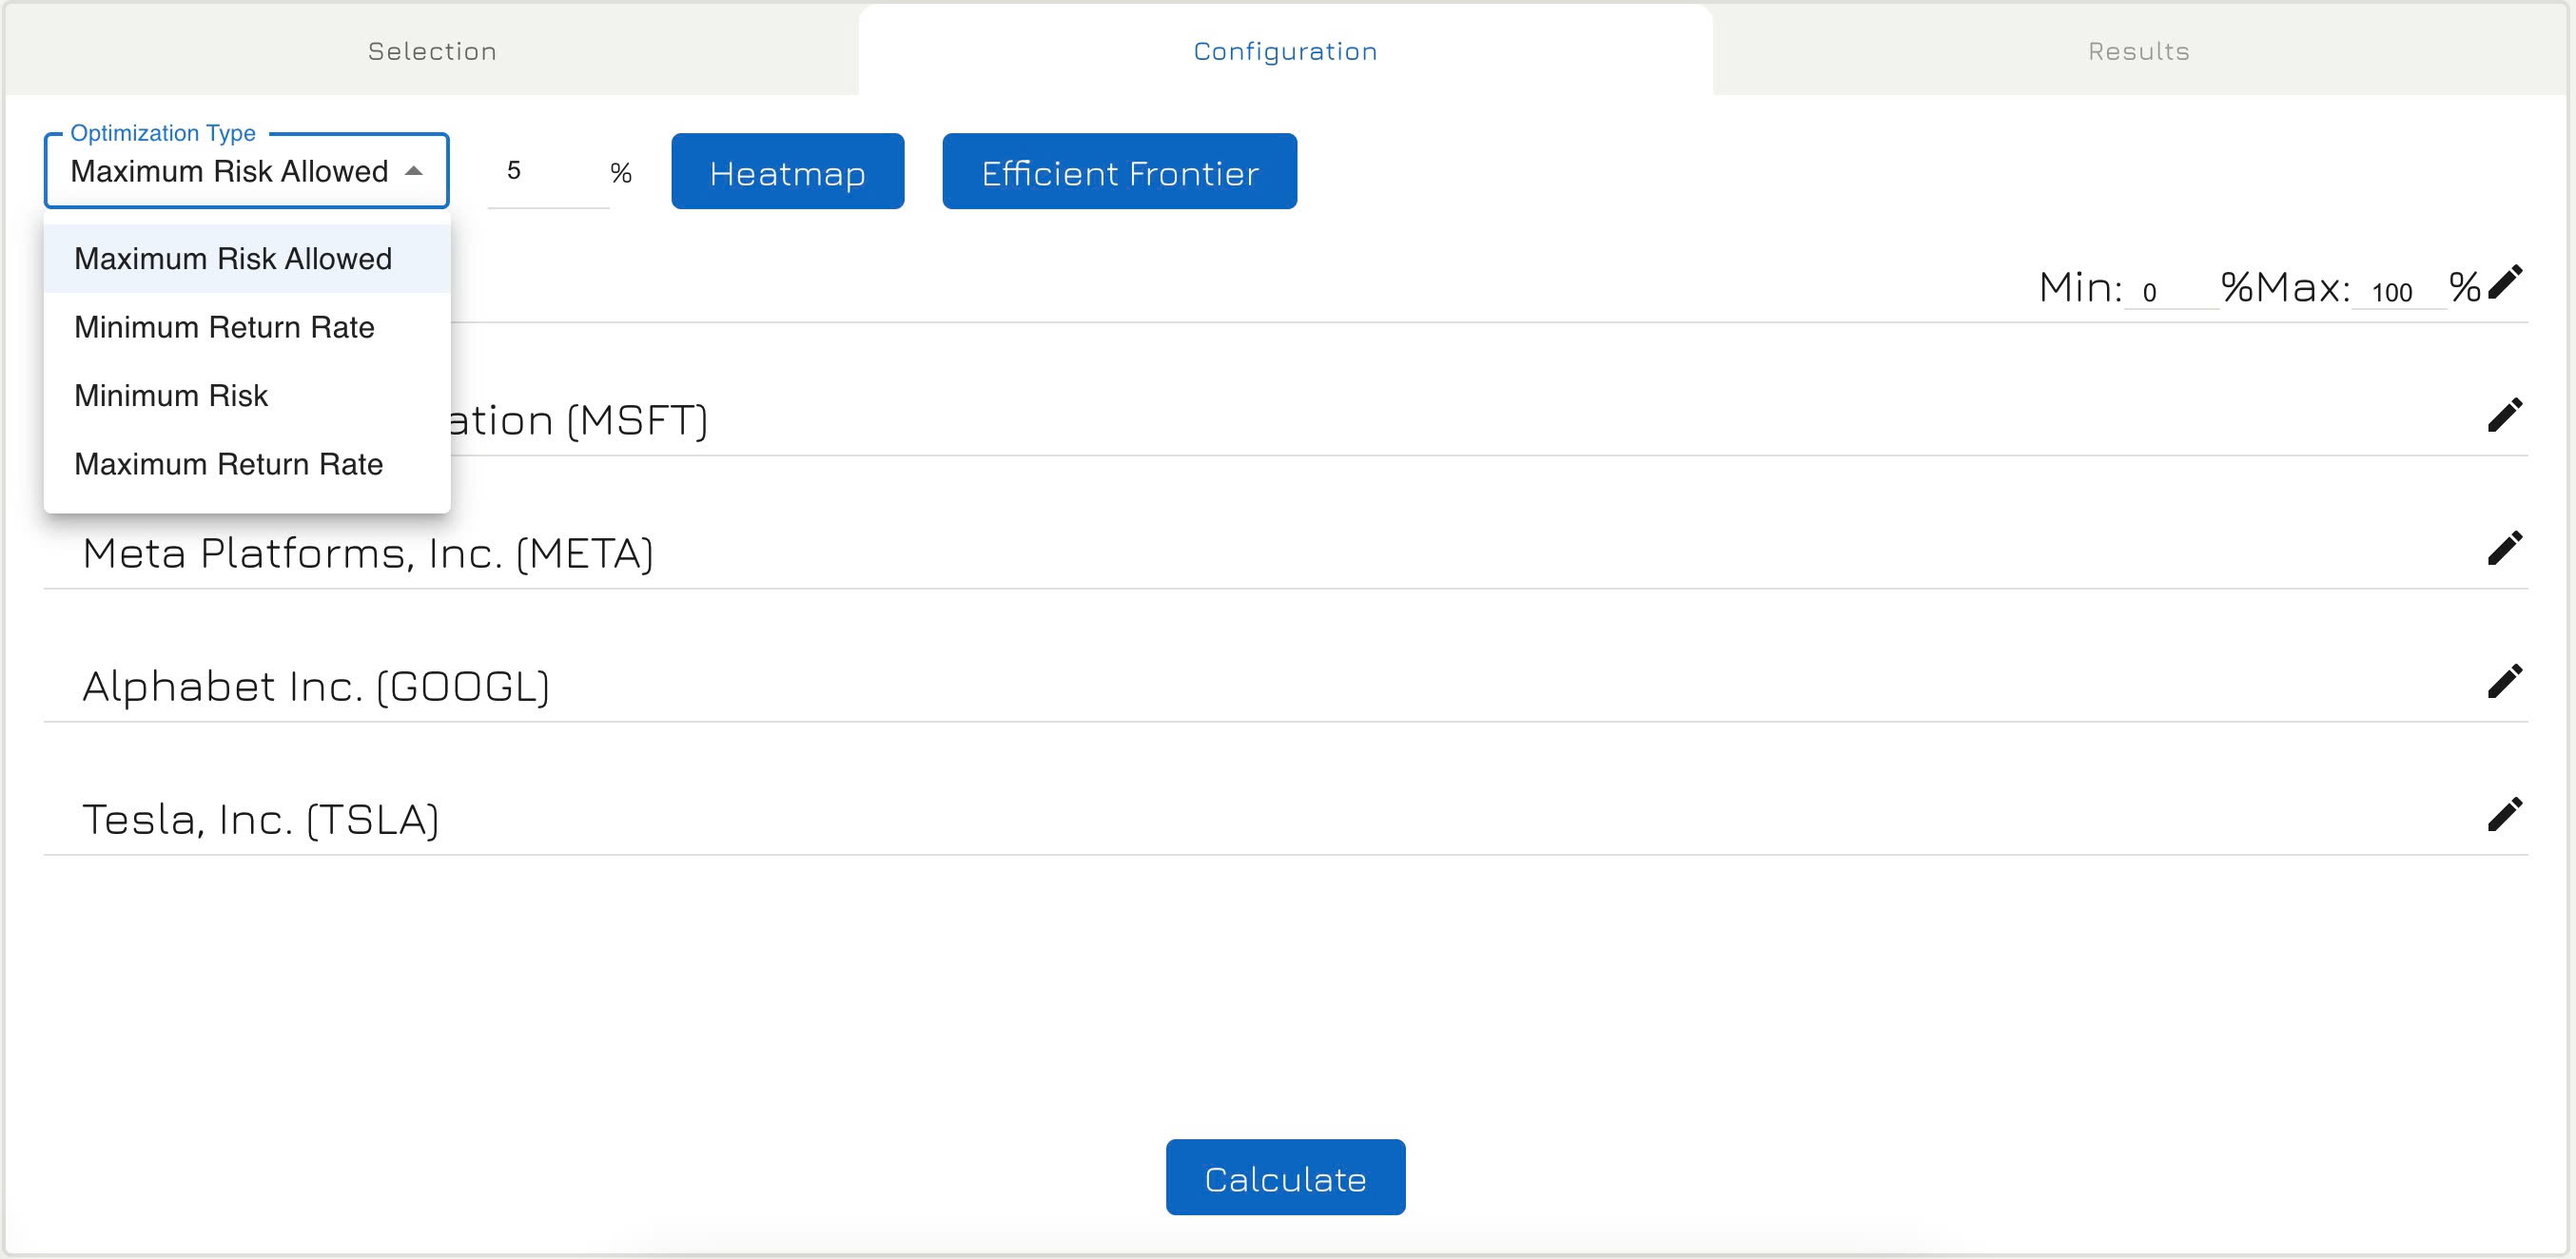 Selection
Configuration
Results
Optimization Type
Maximum Risk Allowed
5 %
Heatmap
Efficient Frontier
Maximum Risk Allowed
Minimum Return Rate
Minimum Risk
Maximum Return Rate
Min: 0 %Max: 100 %
ation (MSFT)
Meta Platforms, Inc. (META)
Alphabet Inc. (GOOGL)
Tesla, Inc. (TSLA)
Calculate